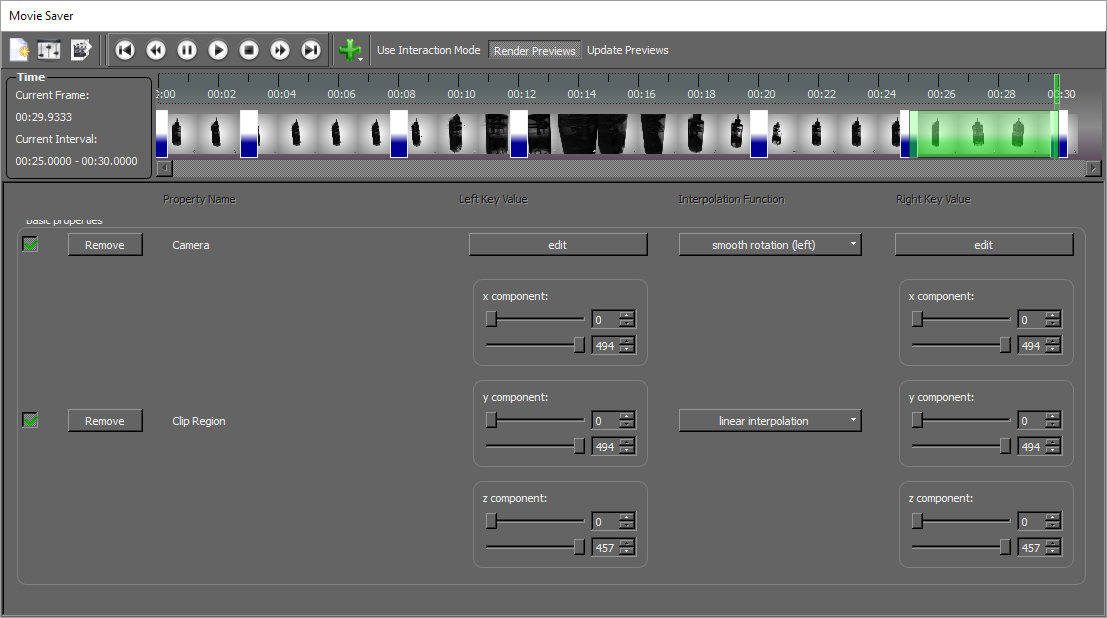 Movie Saver
Use Interaction Mode Render Previews Update Previews
Time
Current Frame:
00:29.9333
Current Interval:
00:25.0000 - 00:30.0000
:00 00:02 00:04 00:06 00:08 00:10 00:12 00:14 00:16 00:18 00:20 00:22 00:24 00:26 00:28 00:30
Property Name Left Key Value Interpolation Function Right Key Value
Basic properties
Remove Camera edit smooth rotation (left) edit
x component: x component:
0 0
494 494
y component: y component:
Remove Clip Region 0 linear interpolation 0
494 494
z component: z component:
0 0
457 457